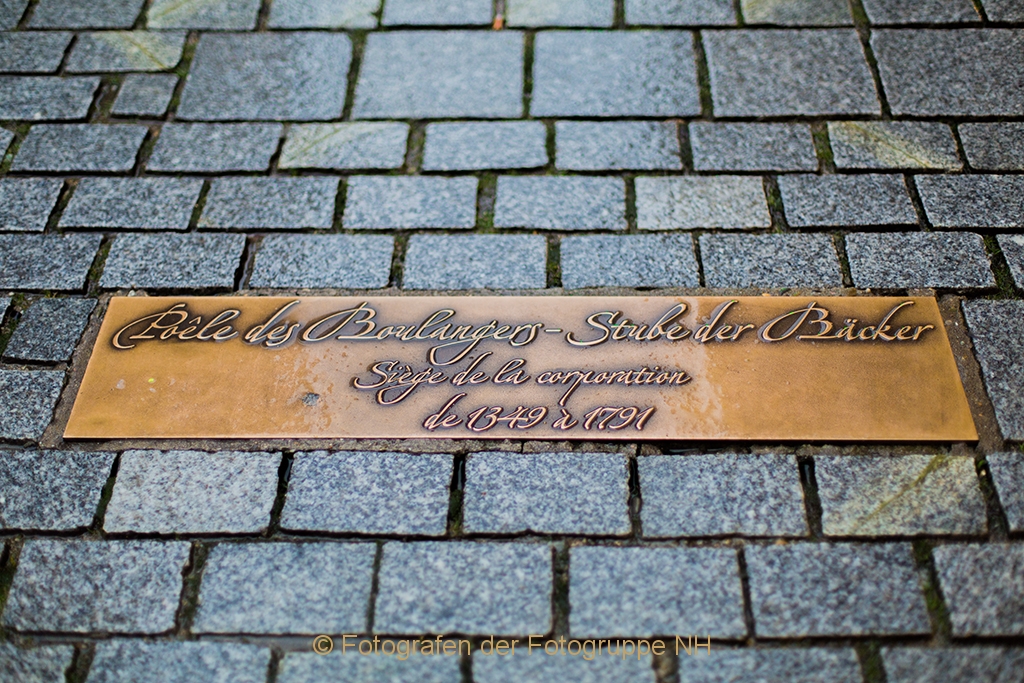 Poêle des Boulangers - Stube der Bäcker
Siège de la corporation
de 1349 à 1791
© Fotografen der Fotogruppe NH